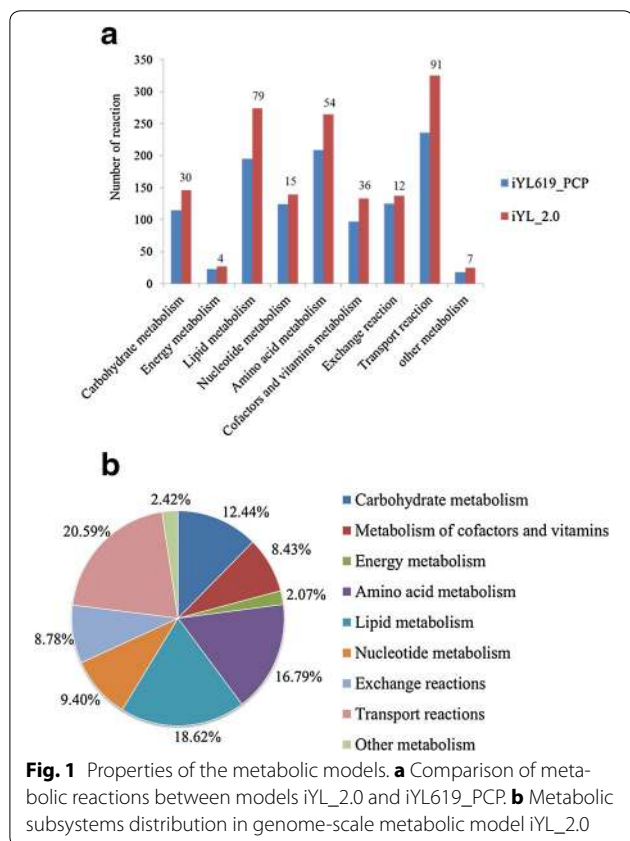 a
350
300
250
200
150
100
50
0
Number of reaction
30
4
79
15
54
36
12
91
7
Carbohydrate metabolism
Energy metabolism
Lipid metabolism
Nucleotide metabolism
Amino acid metabolism
Cofactors and vitamins metabolism
Exchange reaction
Transport reaction
other metabolism
iYL619_PCP
iYL_2.0
b
2.42%
12.44%
8.43%
2.07%
16.79%
18.62%
9.40%
8.78%
20.59%
Carbohydrate metabolism
Metabolism of cofactors and vitamins
Energy metabolism
Amino acid metabolism
Lipid metabolism
Nucleotide metabolism
Exchange reactions
Transport reactions
Other metabolism
Fig. 1 Properties of the metabolic models. a Comparison of meta-
bolic reactions between models iYL_2.0 and iYL619_PCP. b Metabolic
subsystems distribution in genome-scale metabolic model iYL_2.0